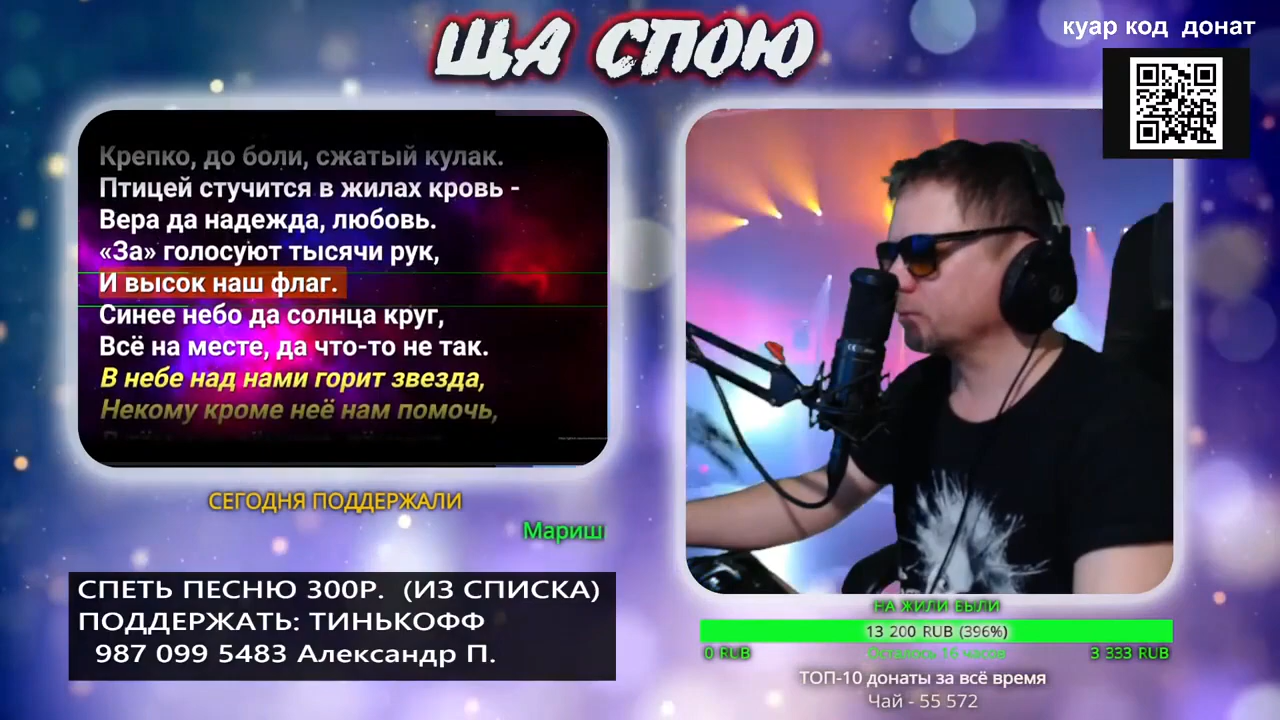 ЩА СПОЮ
куар код донат
Крепко, до боли, сжатый кулак.
Птицей стучится в жилах кровь -
Вера да надежда, любовь.
«За» голосуют тысячи рук,
И высок наш флаг.
Синее небо да солнца круг,
Всё на месте, да что-то не так.
В небе над нами горит звезда,
Некому кроме неё нам помочь,
СЕГОДНЯ ПОДДЕРЖАЛИ
Мариш
СПЕТЬ ПЕСНЮ 300Р. (ИЗ СПИСКА)
ПОДДЕРЖАТЬ: ТИНЬКОФФ
987 099 5483 Александр П.
НА ЖИЛИ БЫЛИ
13 200 RUB (396%)
0 RUB
Осталось 16 часов
3 333 RUB
ТОП-10 донаты за всё время
Чай - 55 572